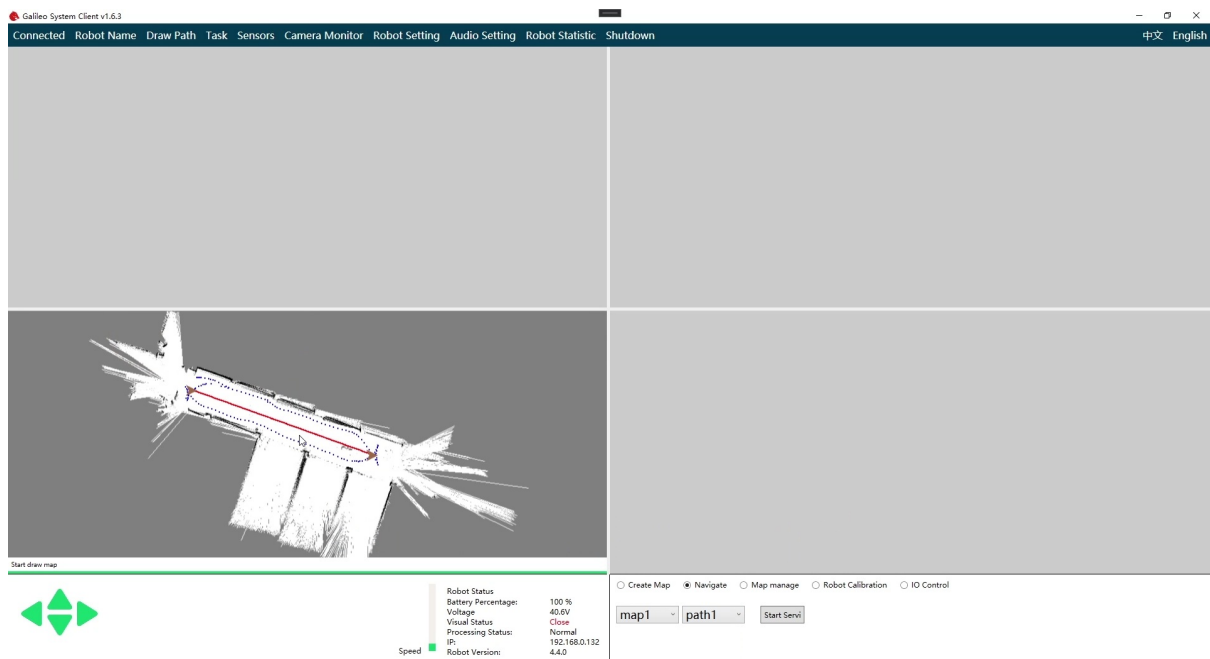 Galileo System Client v1.6.3
Connected Robot Name Draw Path Task Sensors Camera Monitor Robot Setting Audio Setting Robot Statistic Shutdown 中文 English
Start draw map
Robot Status
Battery Percentage: 100 %
Voltage 40.6V
Visual Status Close
Processing Status: Normal
IP: 192.168.0.132
Robot Version: 4.4.0
Speed
Create Map Navigate Map manage Robot Calibration IO Control
map1 path1 Start Servi